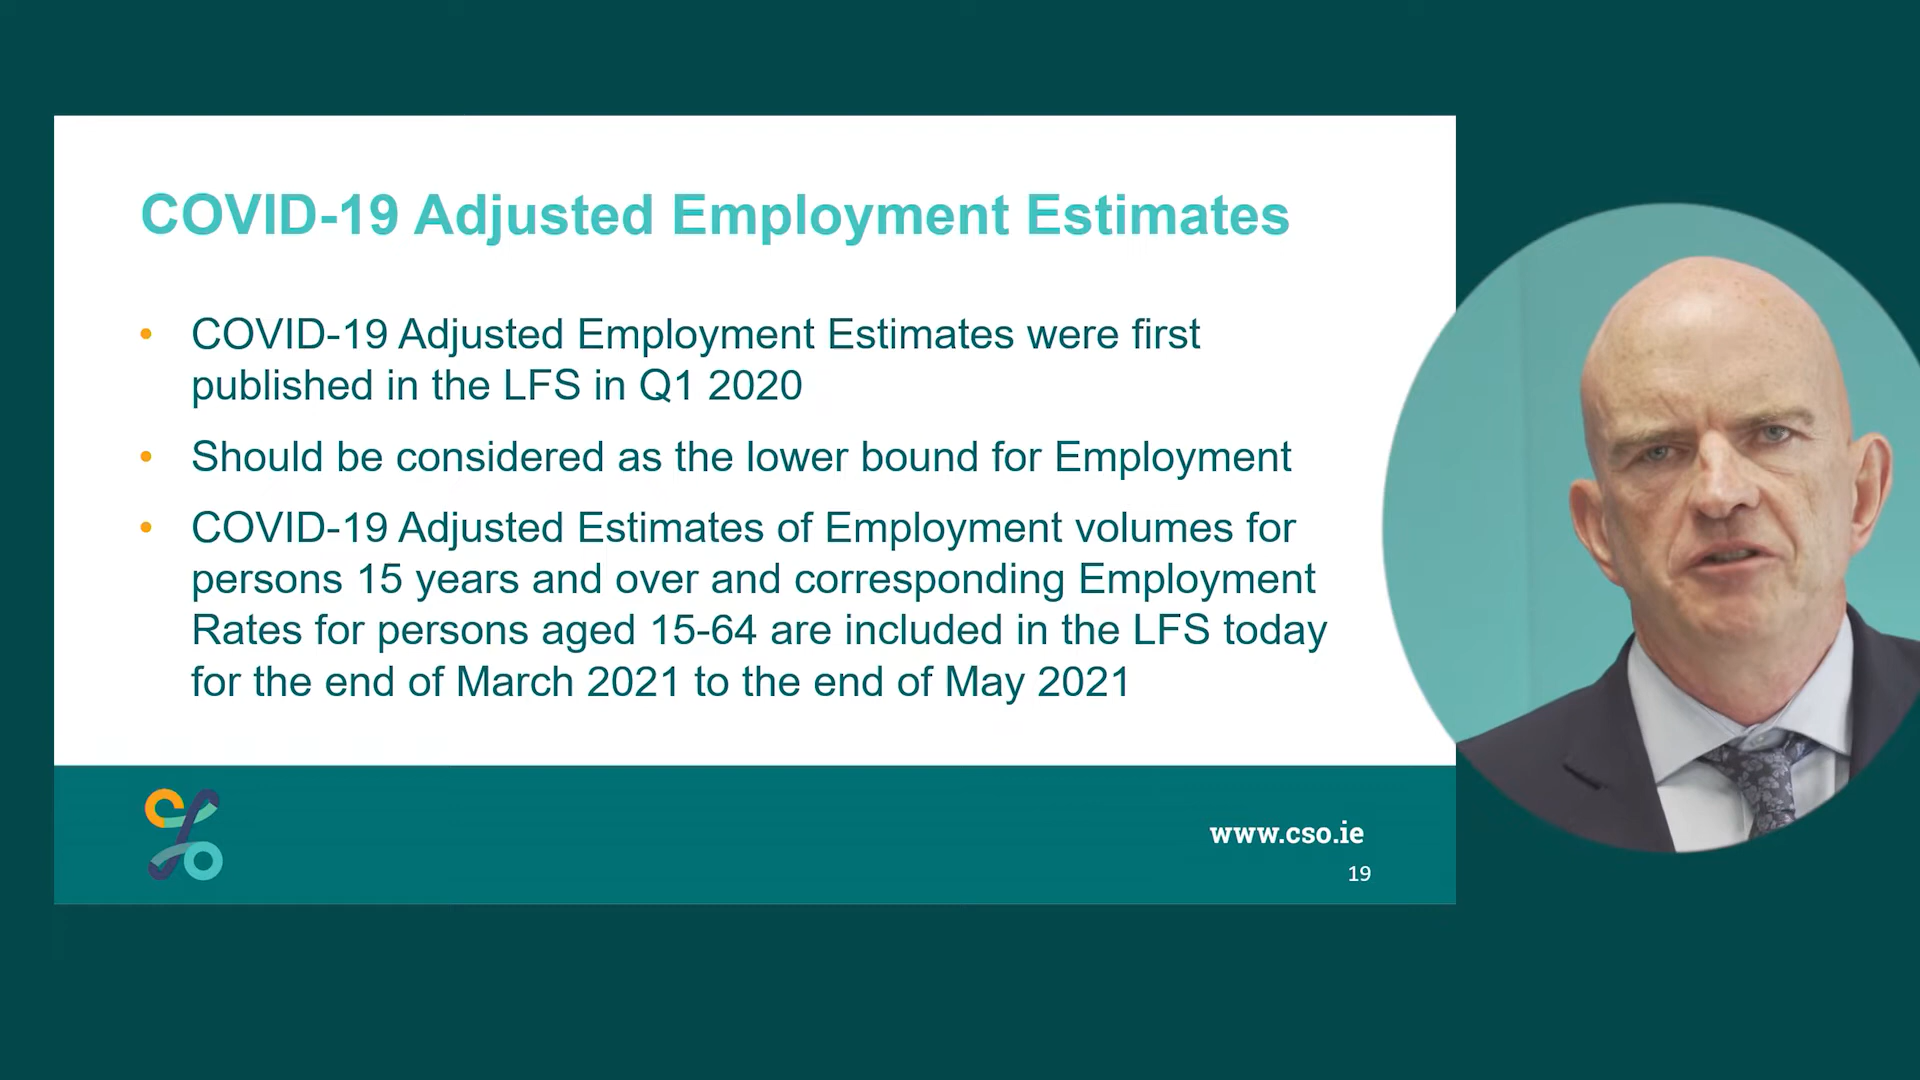 COVID-19 Adjusted Employment Estimates
• COVID-19 Adjusted Employment Estimates were first
published in the LFS in Q1 2020
• Should be considered as the lower bound for Employment
• COVID-19 Adjusted Estimates of Employment volumes for
persons 15 years and over and corresponding Employment
Rates for persons aged 15-64 are included in the LFS today
for the end of March 2021 to the end of May 2021
www.cso.ie
19